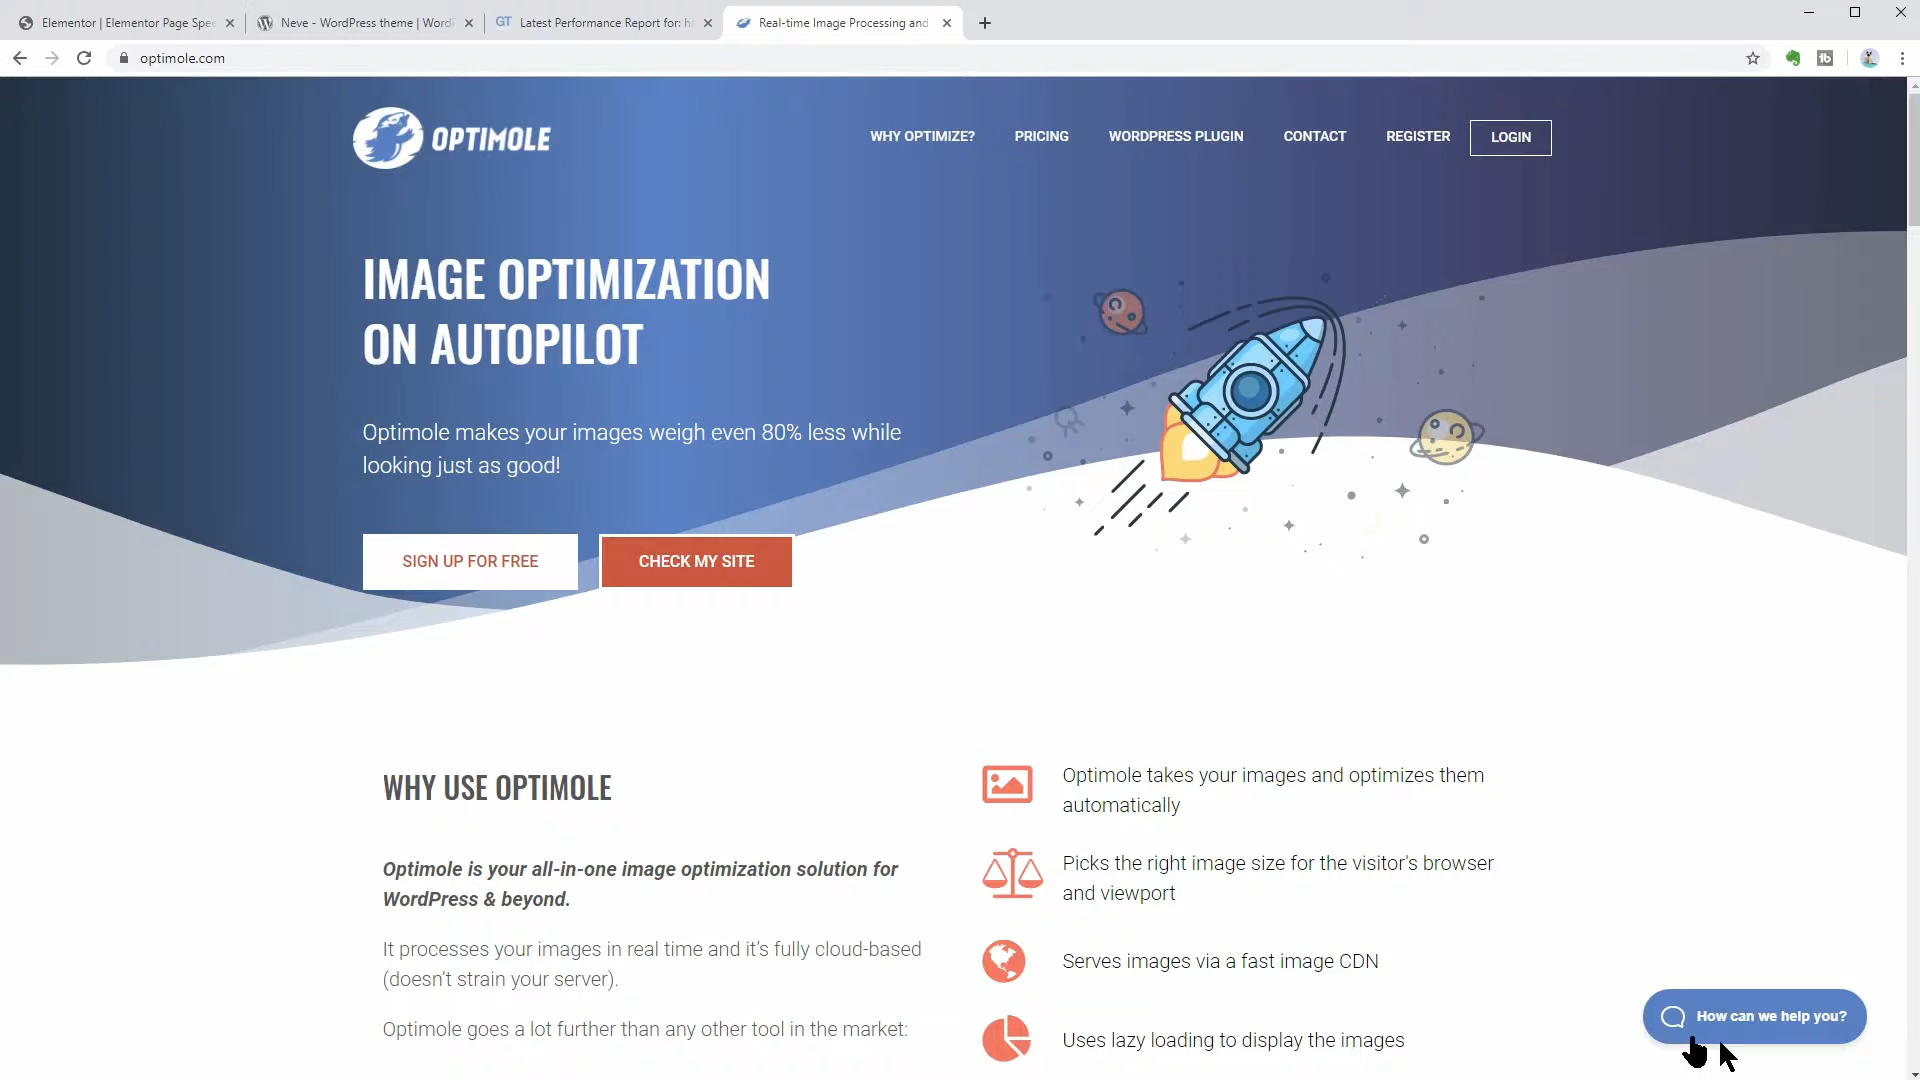 Elementor | Elementor Page Spee
Neve - WordPress theme | Word
GT Latest Performance Report for: h
Real-time Image Processing and
optimole.com
OPTIMOLE
WHY OPTIMIZE?
PRICING
WORDPRESS PLUGIN
CONTACT
REGISTER
LOGIN
IMAGE OPTIMIZATION
ON AUTOPILOT
Optimole makes your images weigh even 80% less while
looking just as good!
SIGN UP FOR FREE
CHECK MY SITE
WHY USE OPTIMOLE
Optimole is your all-in-one image optimization solution for
WordPress & beyond.
It processes your images in real time and it’s fully cloud-based
(doesn’t strain your server).
Optimole goes a lot further than any other tool in the market:
Optimole takes your images and optimizes them
automatically
Picks the right image size for the visitor's browser
and viewport
Serves images via a fast image CDN
Uses lazy loading to display the images
How can we help you?